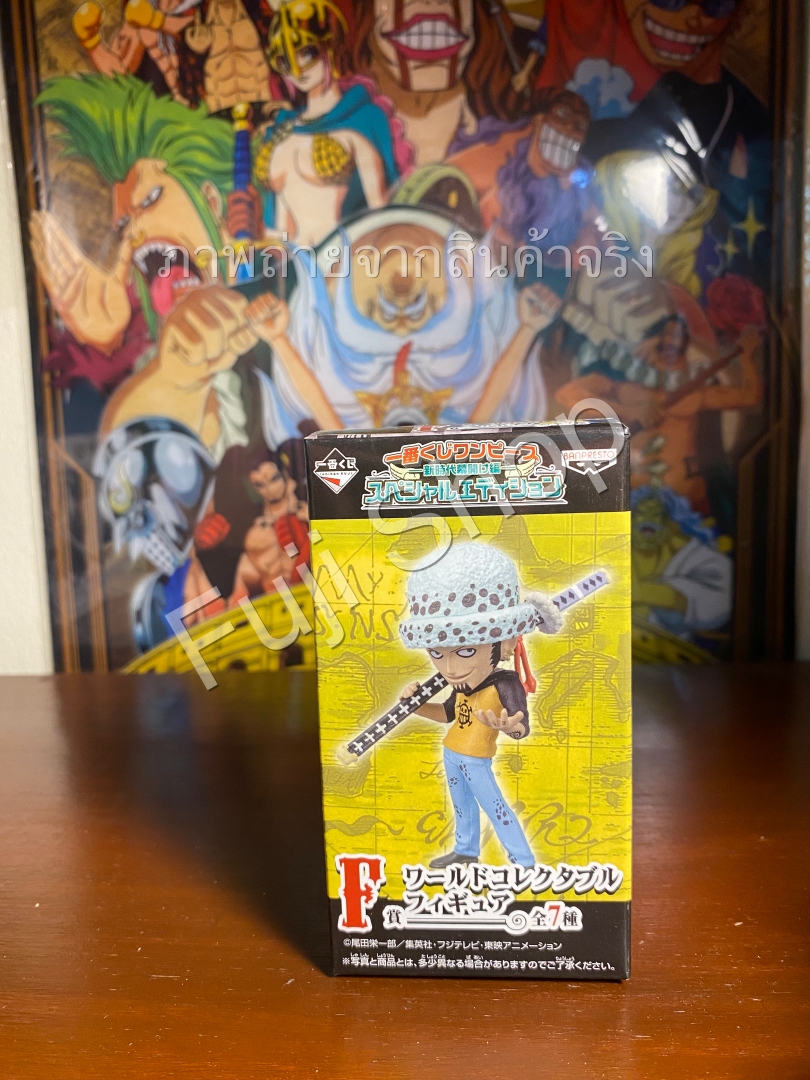 ภาพถ่ายจากสินค้าจริง
Fuji Shop
一番くじ
一番くじワンピース
新時代幕開け編
スペシャルエディション
BANPRESTO
F賞
ワールドコレクタブル
フィギュア
全7種
©尾田栄一郎／集英社・フジテレビ・東映アニメーション
※写真と商品とは、多少異なる場合がありますのでご了承ください。